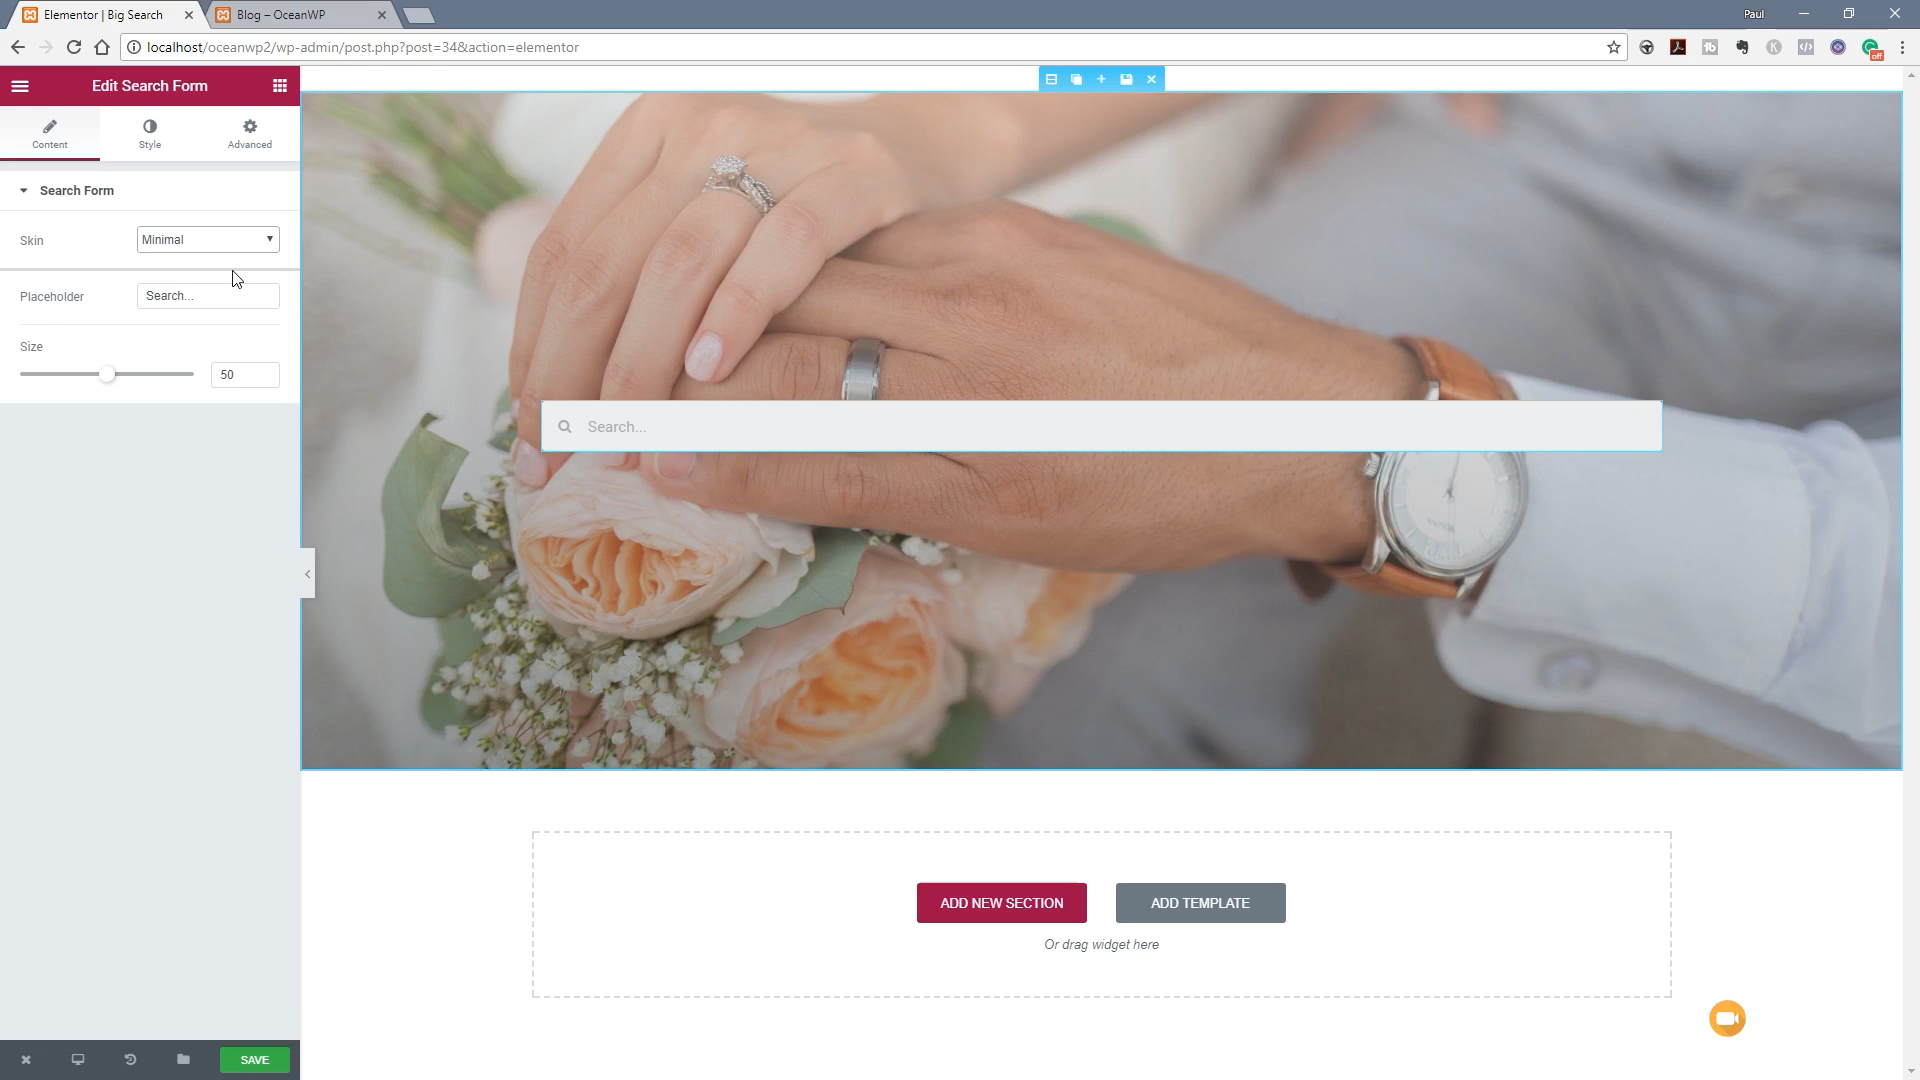 Elementor | Big Search
Blog – OceanWP
Paul
localhost/oceanwp2/wp-admin/post.php?post=34&action=elementor
off
Edit Search Form
Content
Style
Advanced
Search Form
Skin
Minimal
Placeholder
Search...
Size
50
Search...
ADD NEW SECTION
ADD TEMPLATE
Or drag widget here
SAVE